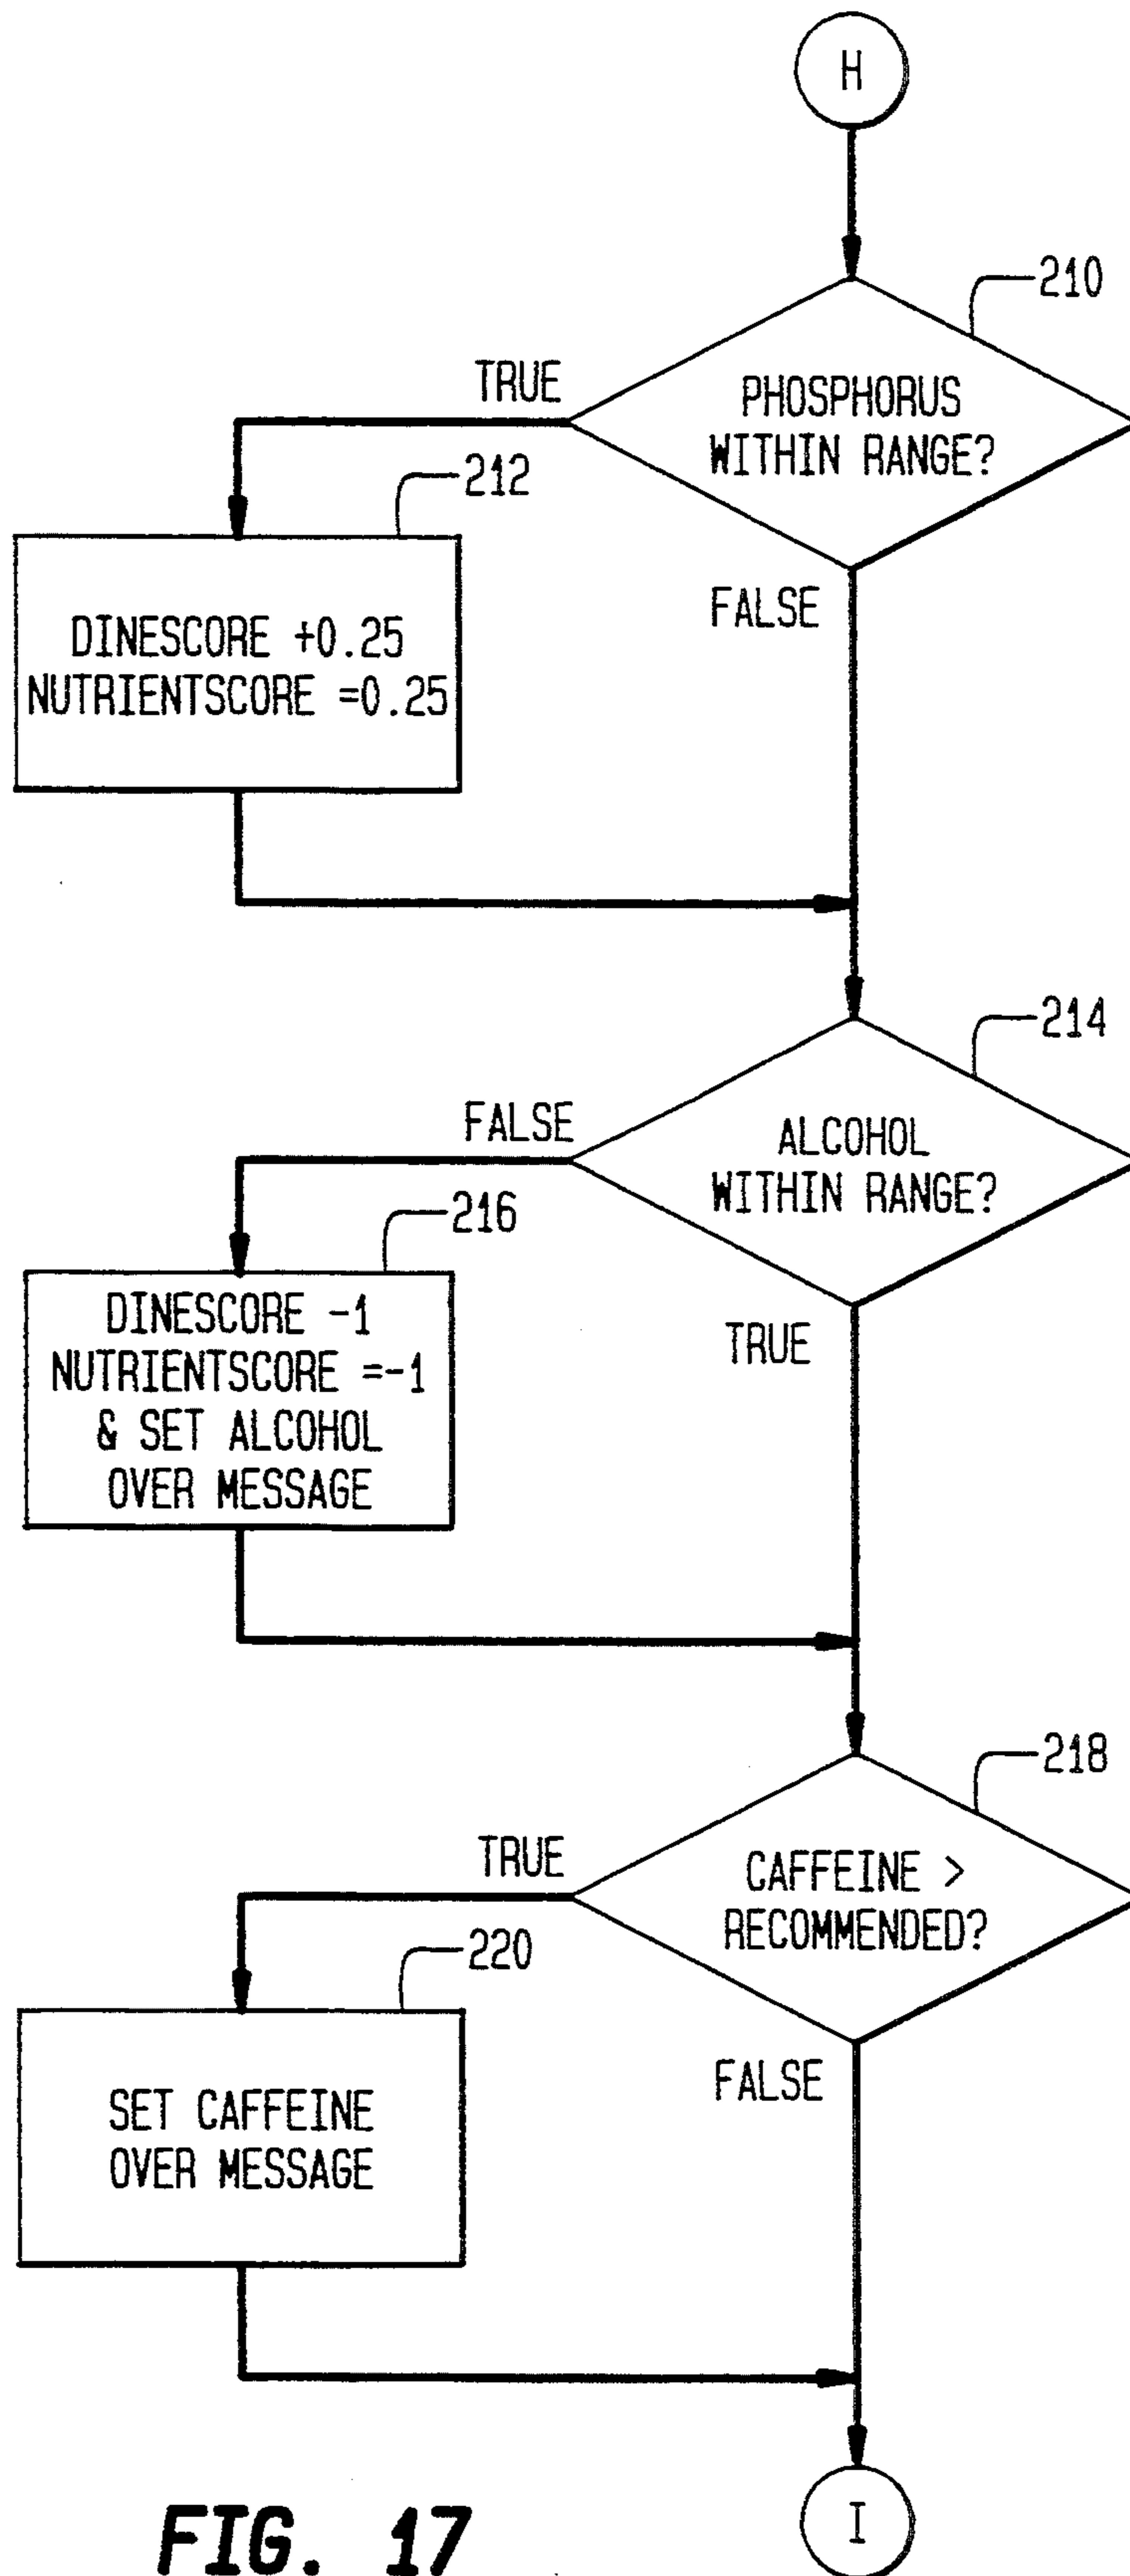 H
210
TRUE
PHOSPHORUS
WITHIN RANGE?
212
FALSE
DINESCORE +0.25
NUTRIENTSCORE =0.25
214
FALSE
ALCOHOL
WITHIN RANGE?
216
DINESCORE -1
NUTRIENTSCORE =-1
& SET ALCOHOL
OVER MESSAGE
TRUE
218
TRUE
CAFFEINE >
RECOMMENDED?
220
FALSE
SET CAFFEINE
OVER MESSAGE
I
FIG. 17